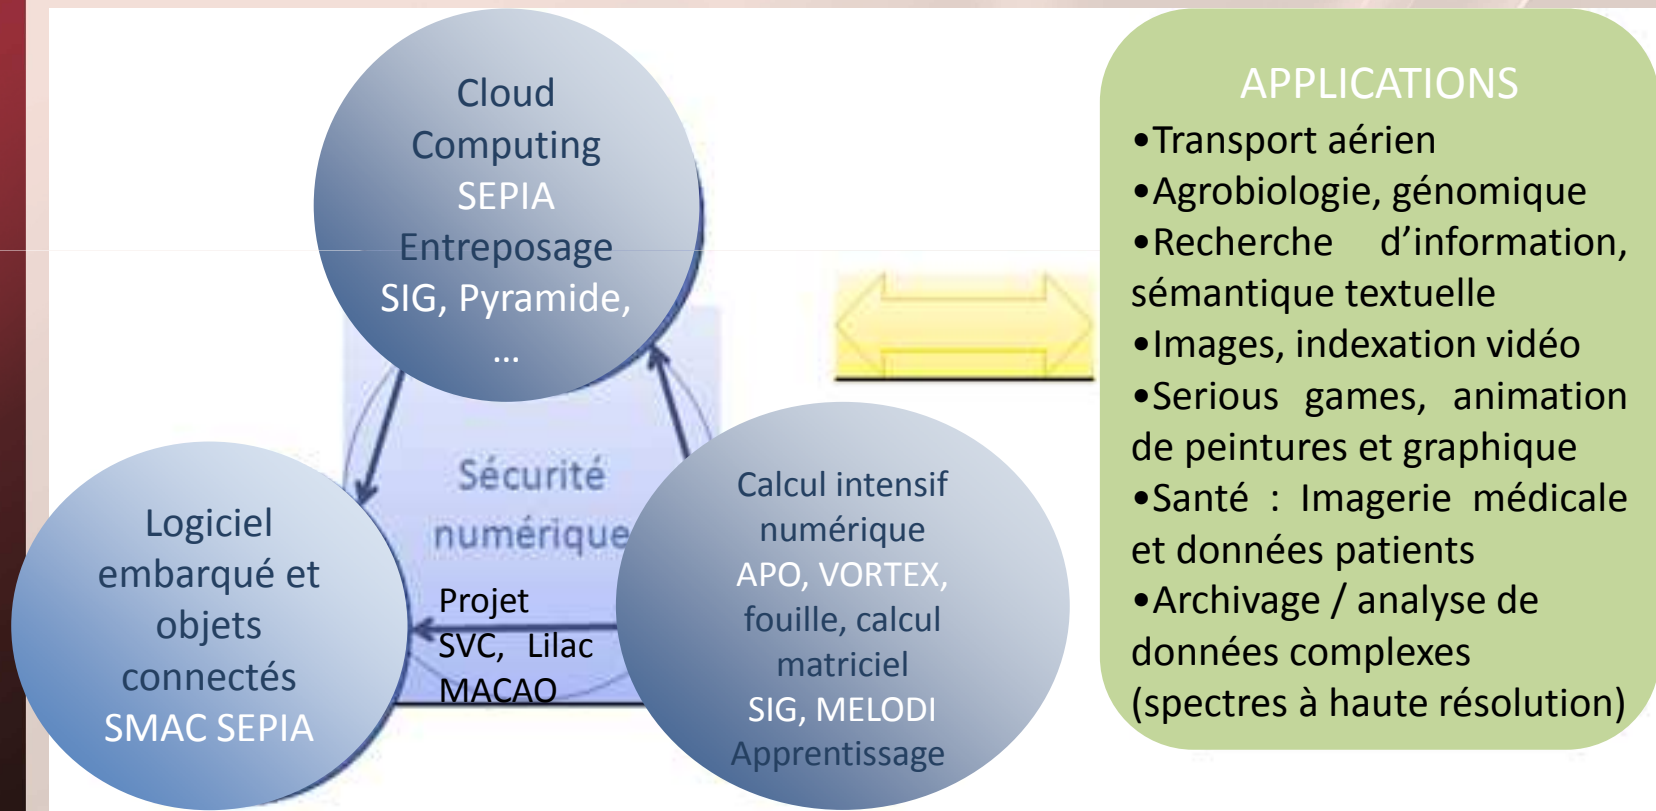 Cloud
Computing
SEPIA
Entreposage
SIG, Pyramide,
...
Sécurité
numérique
Projet
SVC, Lilac
MACAO
Logiciel
embarqué et
objets
connectés
SMAC SEPIA
Calcul intensif
numérique
APO, VORTEX,
fouille, calcul
matriciel
SIG, MELODI
Apprentissage
APPLICATIONS
•Transport aérien
•Agrobiologie, génomique
•Recherche d’information,
sémantique textuelle
•Images, indexation vidéo
•Serious games, animation
de peintures et graphique
•Santé : Imagerie médicale
et données patients
•Archivage / analyse de
données complexes
(spectres à haute résolution)